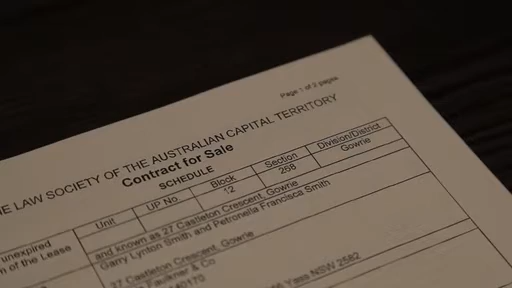 Page 1 of 2 pages
THE LAW SOCIETY OF THE AUSTRALIAN CAPITAL TERRITORY
Contract for Sale
SCHEDULE
Unit UP No Block Section Division/District
12 258 Gowrie
unexpired
of the Lease
and known as 27 Castleton Crescent, Gowrie
Garry Lynton Smith and Petronella Francisca Smith
27 Castleton Crescent, Gowrie
Faulkner & Co
Yass NSW 2582